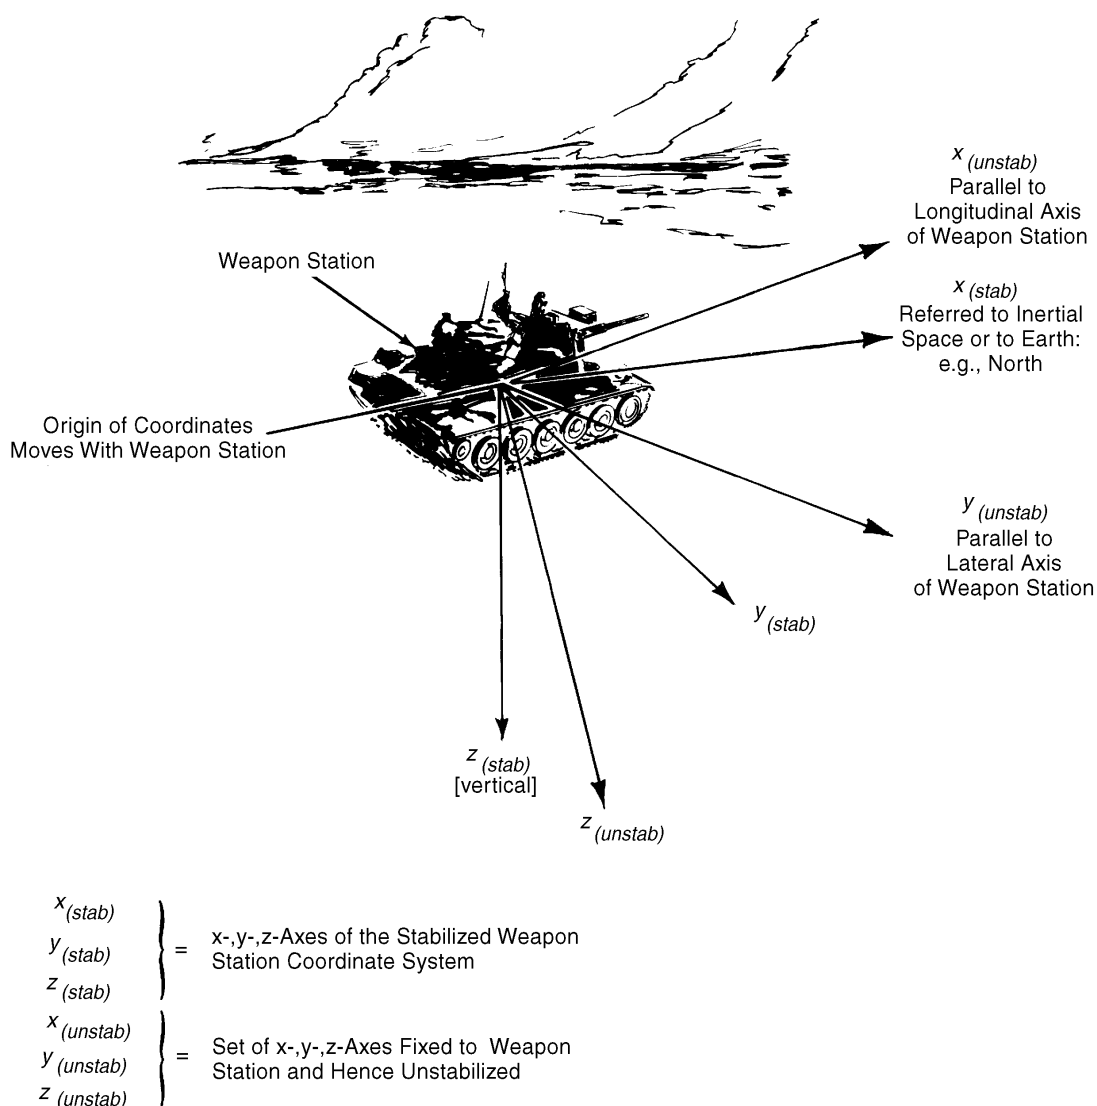 x (unstab)
Parallel to
Longitudinal Axis
of Weapon Station
Weapon Station
x (stab)
Referred to Inertial
Space or to Earth:
e.g., North
Origin of Coordinates
Moves With Weapon Station
y (unstab)
Parallel to
Lateral Axis
of Weapon Station
y (stab)
z (stab)
[vertical]
z (unstab)
x (stab)
y (stab)
z (stab)
= x-,y-,z-Axes of the Stabilized Weapon
Station Coordinate System
x (unstab)
y (unstab)
z (unstab)
= Set of x-,y-,z-Axes Fixed to Weapon
Station and Hence Unstabilized